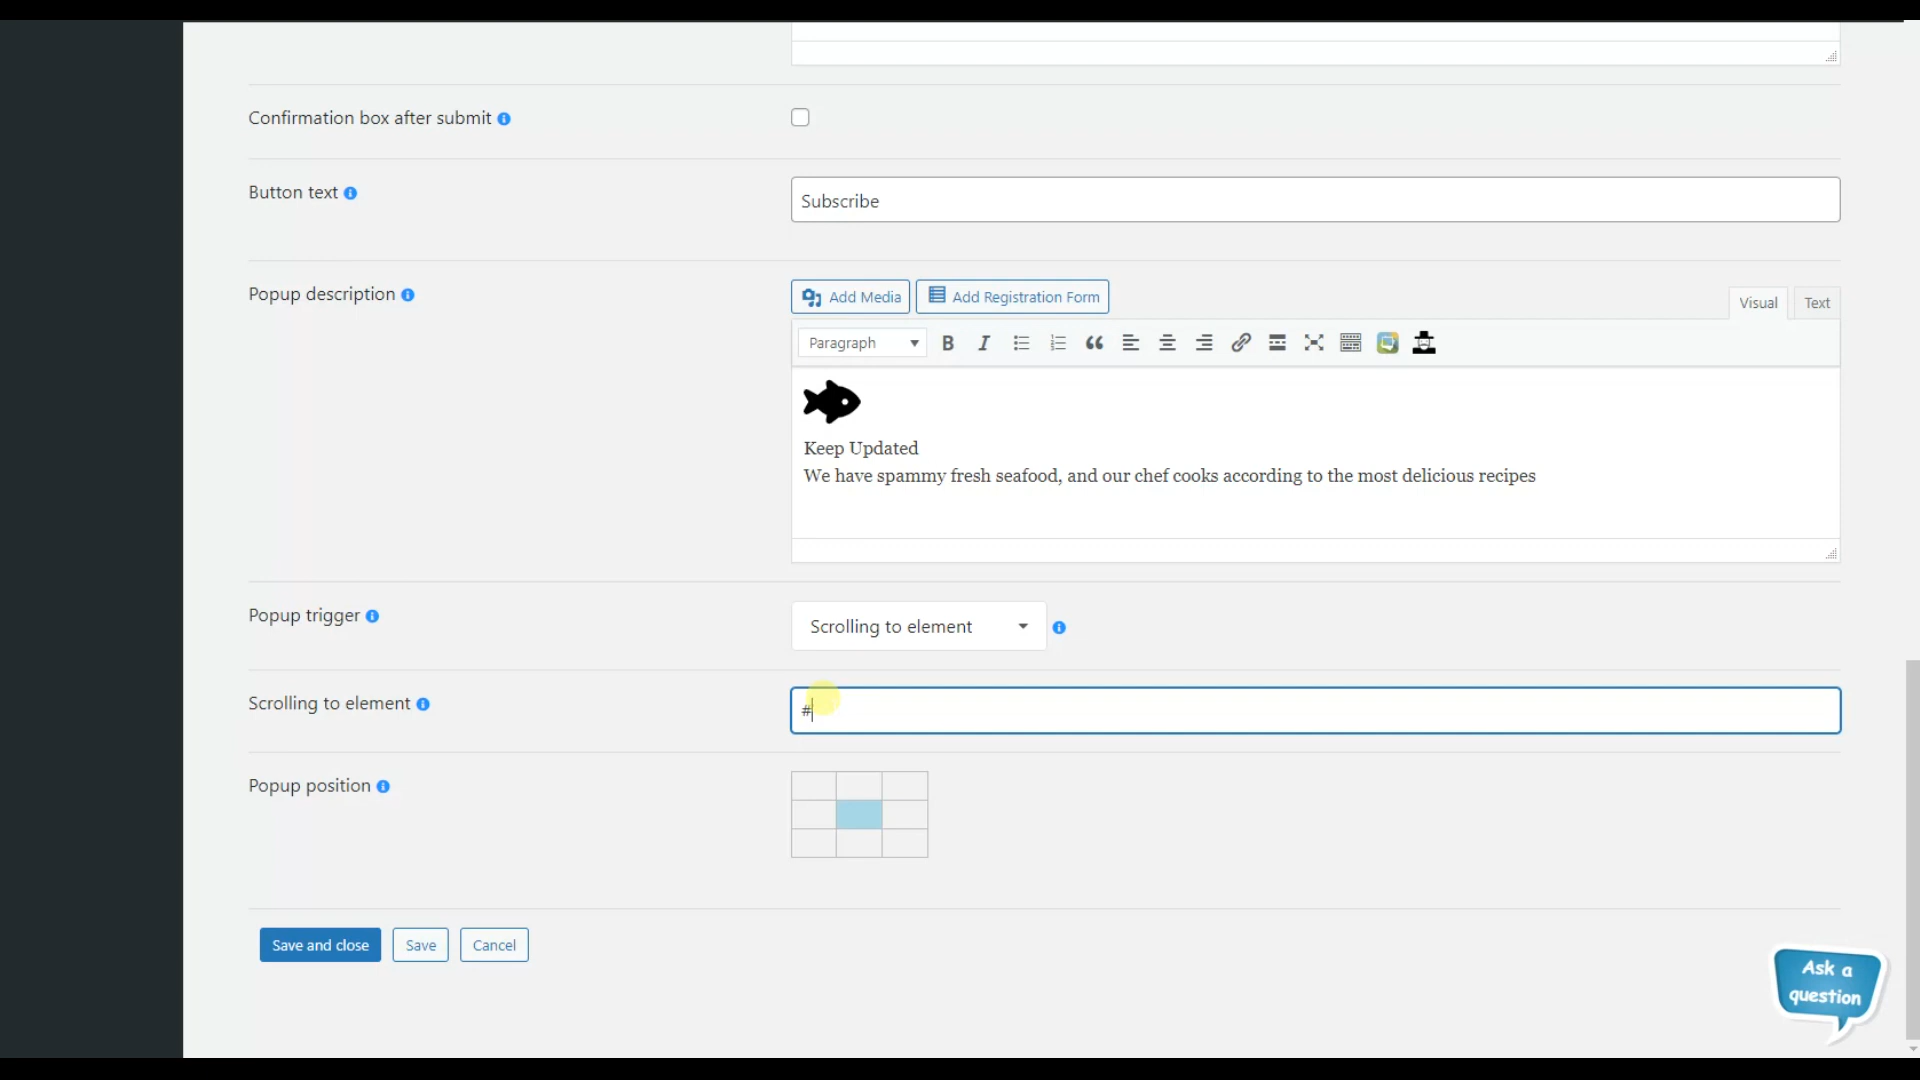 Confirmation box after submit
Button text
Subscribe
Popup description
Add Media
Add Registration Form
Visual
Text
Paragraph
B
I
Keep Updated
We have spammy fresh seafood, and our chef cooks according to the most delicious recipes
Popup trigger
Scrolling to element
Scrolling to element
#
Popup position
Save and close
Save
Cancel
Ask a
question